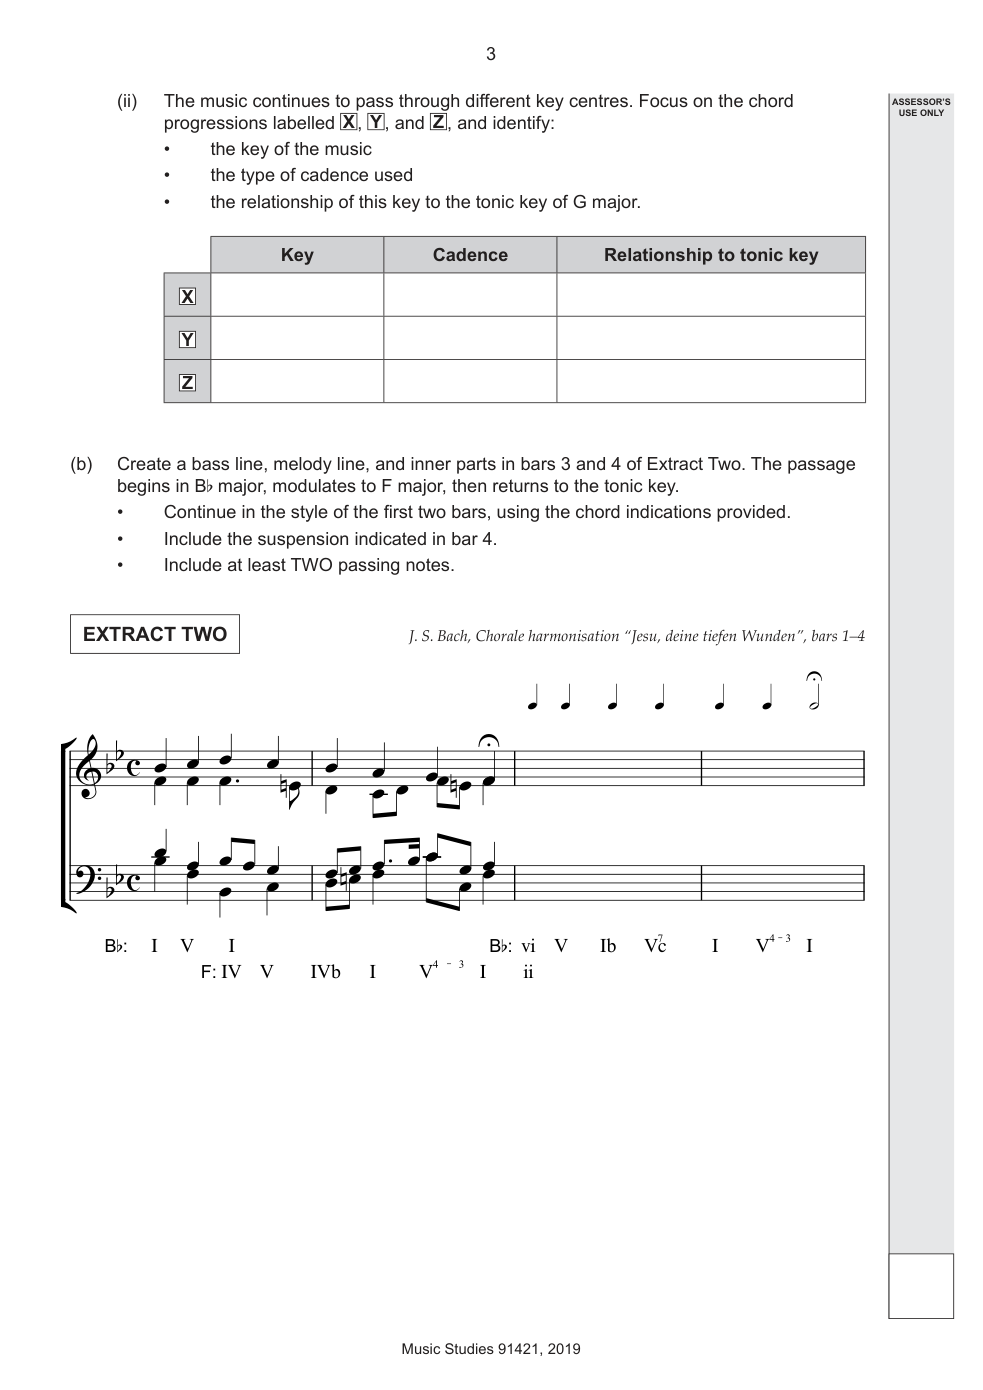 3
ASSESSOR'S
USE ONLY
(ii) The music continues to pass through different key centres. Focus on the chord
progressions labelled X, Y, and Z, and identify:
• the key of the music
• the type of cadence used
• the relationship of this key to the tonic key of G major.
Key Cadence Relationship to tonic key
X
Y
Z
(b) Create a bass line, melody line, and inner parts in bars 3 and 4 of Extract Two. The passage
begins in B♭ major, modulates to F major, then returns to the tonic key.
• Continue in the style of the first two bars, using the chord indications provided.
• Include the suspension indicated in bar 4.
• Include at least TWO passing notes.
EXTRACT TWO
J. S. Bach, Chorale harmonisation “Jesu, deine tiefen Wunden”, bars 1–4
B♭: I V I B♭: vi V Ib V7c I V4 – 3 I
F: IV V IVb I V4 – 3 I ii
Music Studies 91421, 2019